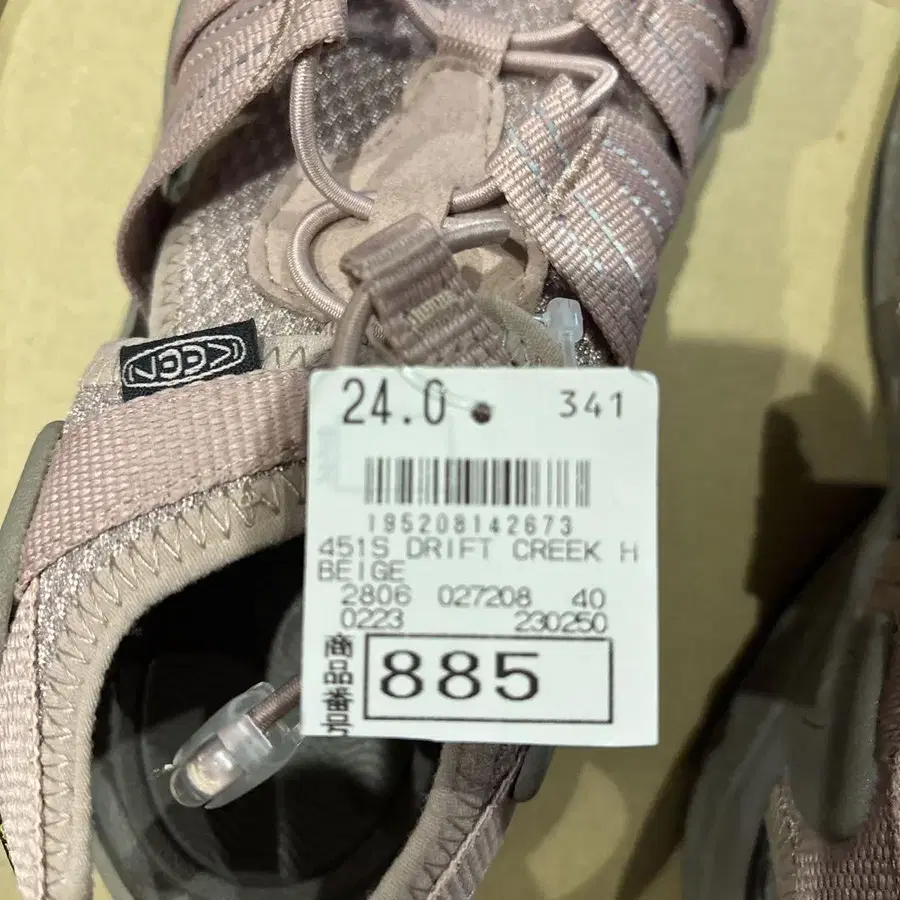 KEEN
24.0 341
195208142673
451S DRIFT CREEK H
BEIGE
2806 027208 40
0223 230250
商品番号
885